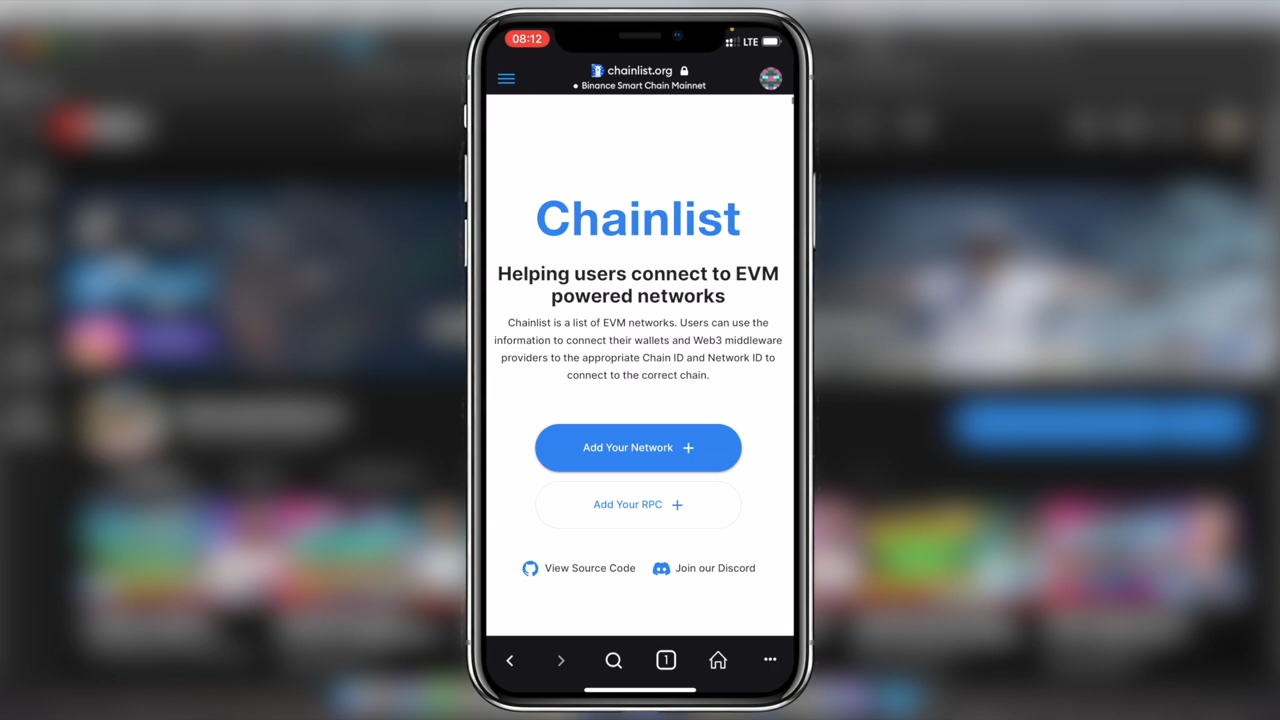 08:12
LTE
chainlist.org
Binance Smart Chain Mainnet
Chainlist
Helping users connect to EVM
powered networks
Chainlist is a list of EVM networks. Users can use the
information to connect their wallets and Web3 middleware
providers to the appropriate Chain ID and Network ID to
connect to the correct chain.
Add Your Network +
Add Your RPC +
View Source Code
Join our Discord
1